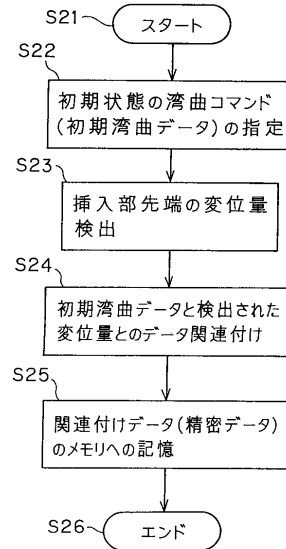 S21
スタート
S22
初期状態の湾曲コマンド
(初期湾曲データ)の指定
S23
挿入部先端の変位量
検出
S24
初期湾曲データと検出された
変位量とのデータ関連付け
S25
関連付けデータ(精密データ)
のメモリへの記憶
S26
エンド